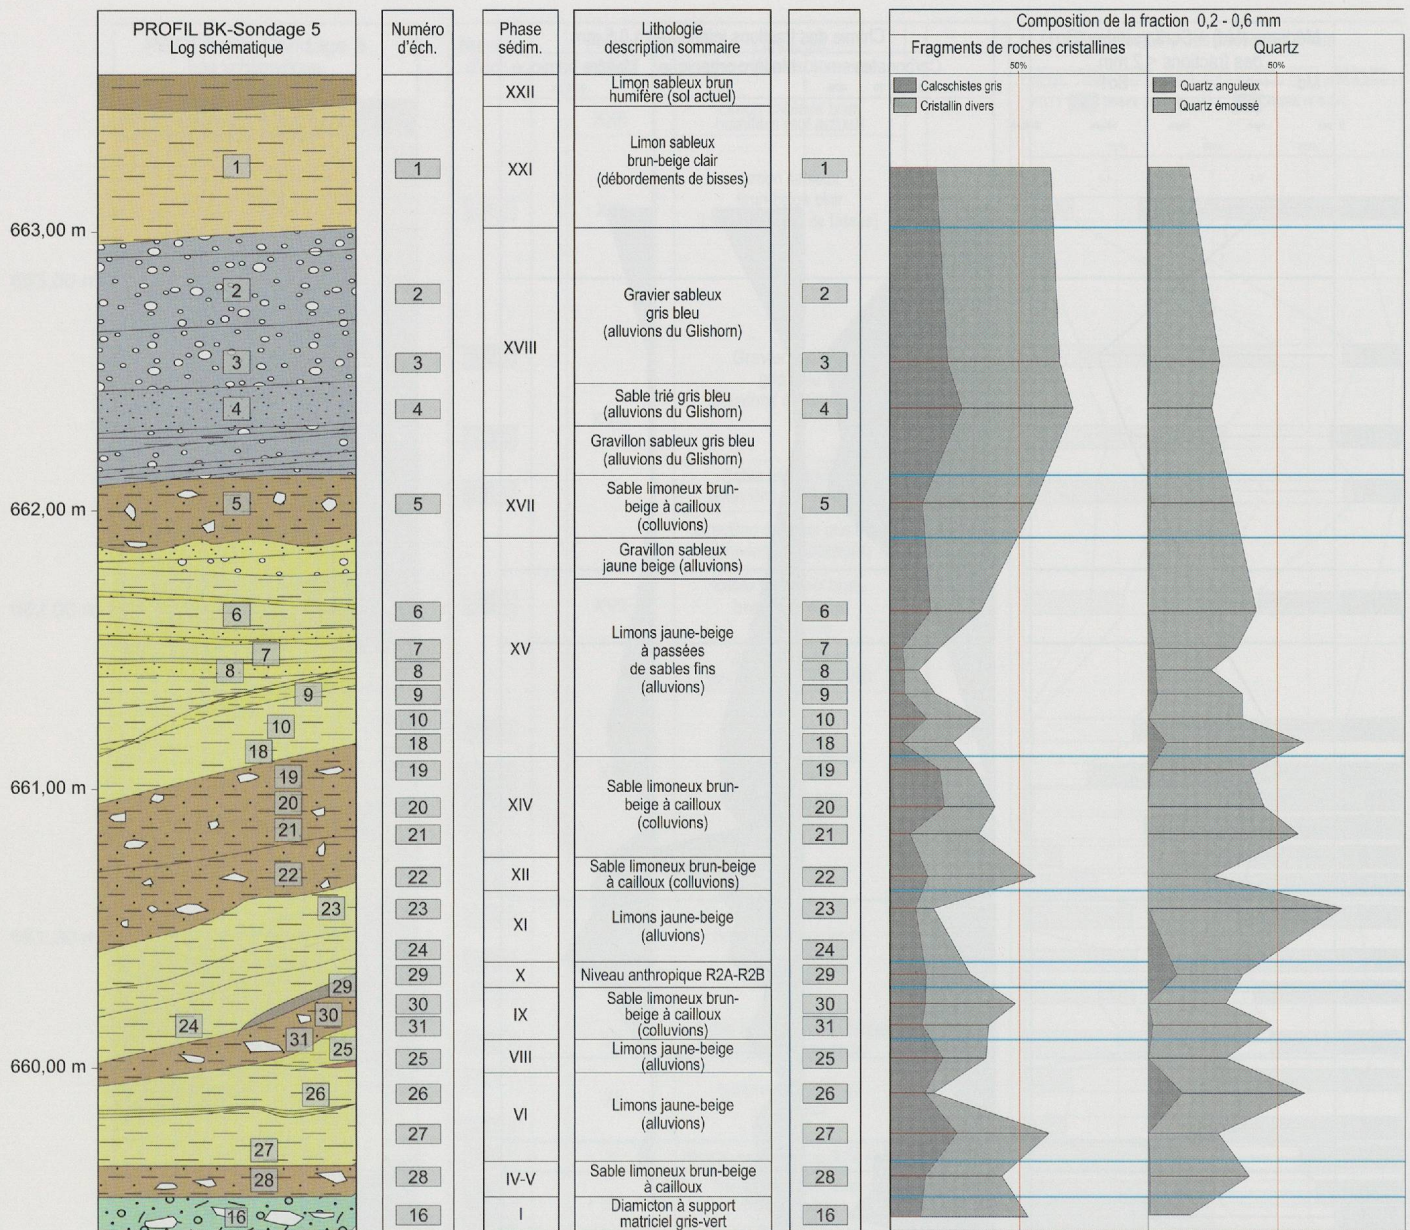 PROFIL BK-Sondage 5
Log schématique
Numéro
d'éch.
Phase
sédim.
Lithologie
description sommaire
Composition de la fraction 0,2 - 0,6 mm
Fragments de roches cristallines
50%
Quartz
50%
Calcschistes gris
Cristallin divers
Quartz anguleux
Quartz émoussé
663,00 m
662,00 m
661,00 m
660,00 m
1
2
3
4
5
6
7
8
9
10
18
19
20
21
22
23
29
30
24
31
25
26
27
28
16
1
2
3
4
5
6
7
8
9
10
18
19
20
21
22
23
24
29
30
31
25
26
27
28
16
XXII
XXI
XVIII
XVII
XV
XIV
XII
XI
X
IX
VIII
VI
IV-V
I
Limon sableux brun
humifère (sol actuel)
Limon sableux
brun-beige clair
(débordements de bisses)
Gravier sableux
gris bleu
(alluvions du Glishorn)
Sable trié gris bleu
(alluvions du Glishorn)
Gravillon sableux gris bleu
(alluvions du Glishorn)
Sable limoneux brun-
beige à cailloux
(colluvions)
Gravillon sableux
jaune beige (alluvions)
Limons jaune-beige
à passées
de sables fins
(alluvions)
Sable limoneux brun-
beige à cailloux
(colluvions)
Sable limoneux brun-beige
à cailloux (colluvions)
Limons jaune-beige
(alluvions)
Niveau anthropique R2A-R2B
Sable limoneux brun-
beige à cailloux
(colluvions)
Limons jaune-beige
(alluvions)
Limons jaune-beige
(alluvions)
Sable limoneux brun-beige
à cailloux
Diamicton à support
matriciel gris-vert
1
2
3
4
5
6
7
8
9
10
18
19
20
21
22
23
24
29
30
31
25
26
27
28
16